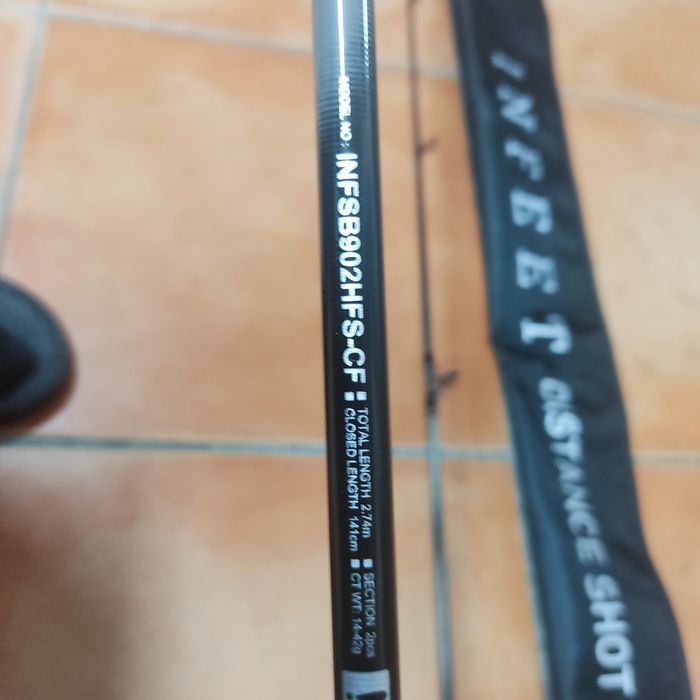 MODEL NO : INFSB902HFS-CF
■ TOTAL LENGTH 2.74m ■ SECTION 2pcs
■ CLOSED LENGTH 141cm ■ CT WT: 14-42g
INFEET DISTANCE SHOT